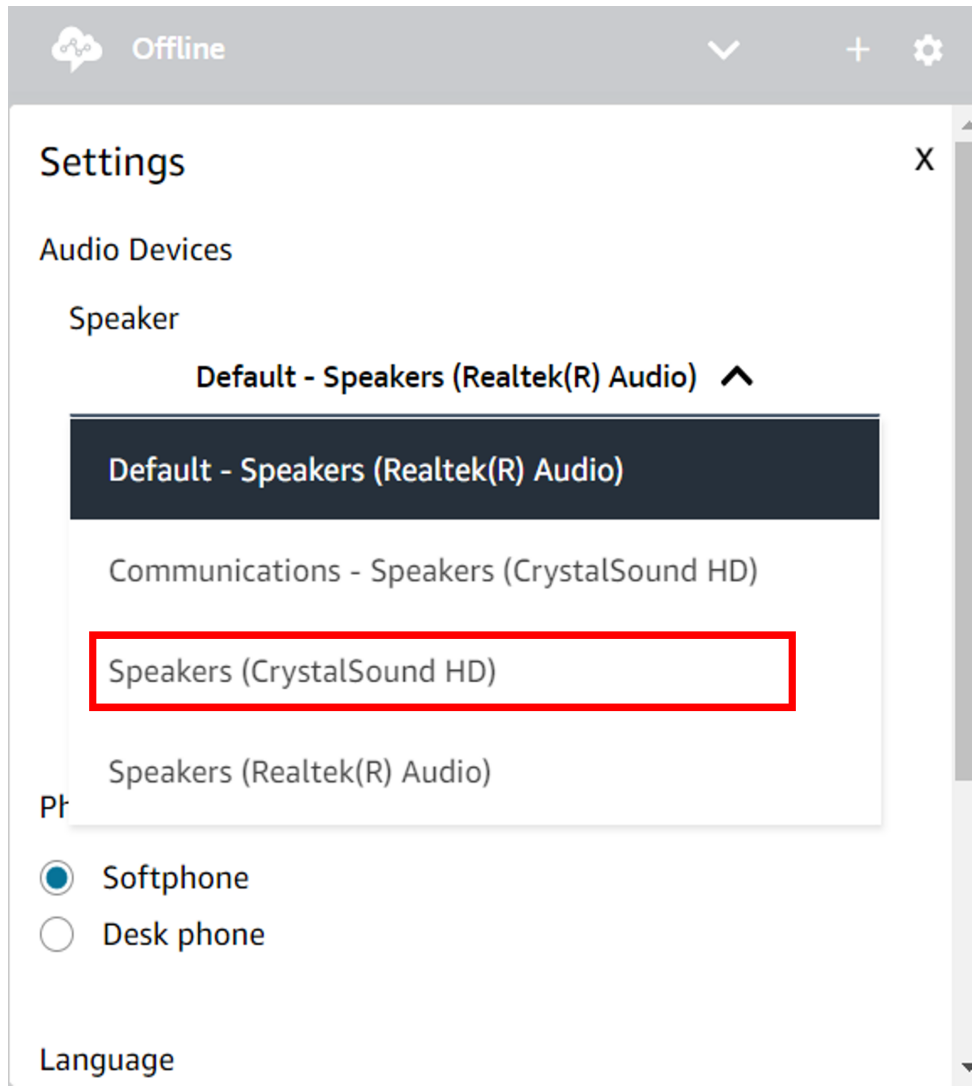 Offline
Settings
X
Audio Devices
Speaker
Default - Speakers (Realtek(R) Audio)
Default - Speakers (Realtek(R) Audio)
Communications - Speakers (CrystalSound HD)
Speakers (CrystalSound HD)
Speakers (Realtek(R) Audio)
Softphone
Desk phone
Language